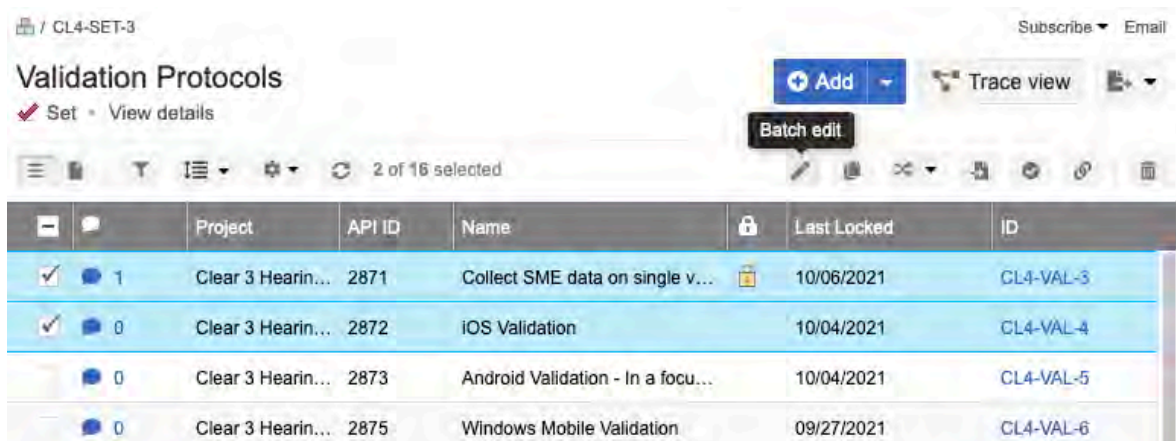 / CL4-SET-3 Subscribe Email
Validation Protocols Add Trace view
Set • View details
Batch edit
2 of 16 selected
Project API ID Name Last Locked ID
1 Clear 3 Hearin... 2871 Collect SME data on single v... 10/06/2021 CL4-VAL-3
0 Clear 3 Hearin... 2872 iOS Validation 10/04/2021 CL4-VAL-4
0 Clear 3 Hearin... 2873 Android Validation - In a focu... 10/04/2021 CL4-VAL-5
0 Clear 3 Hearin... 2875 Windows Mobile Validation 09/27/2021 CL4-VAL-6